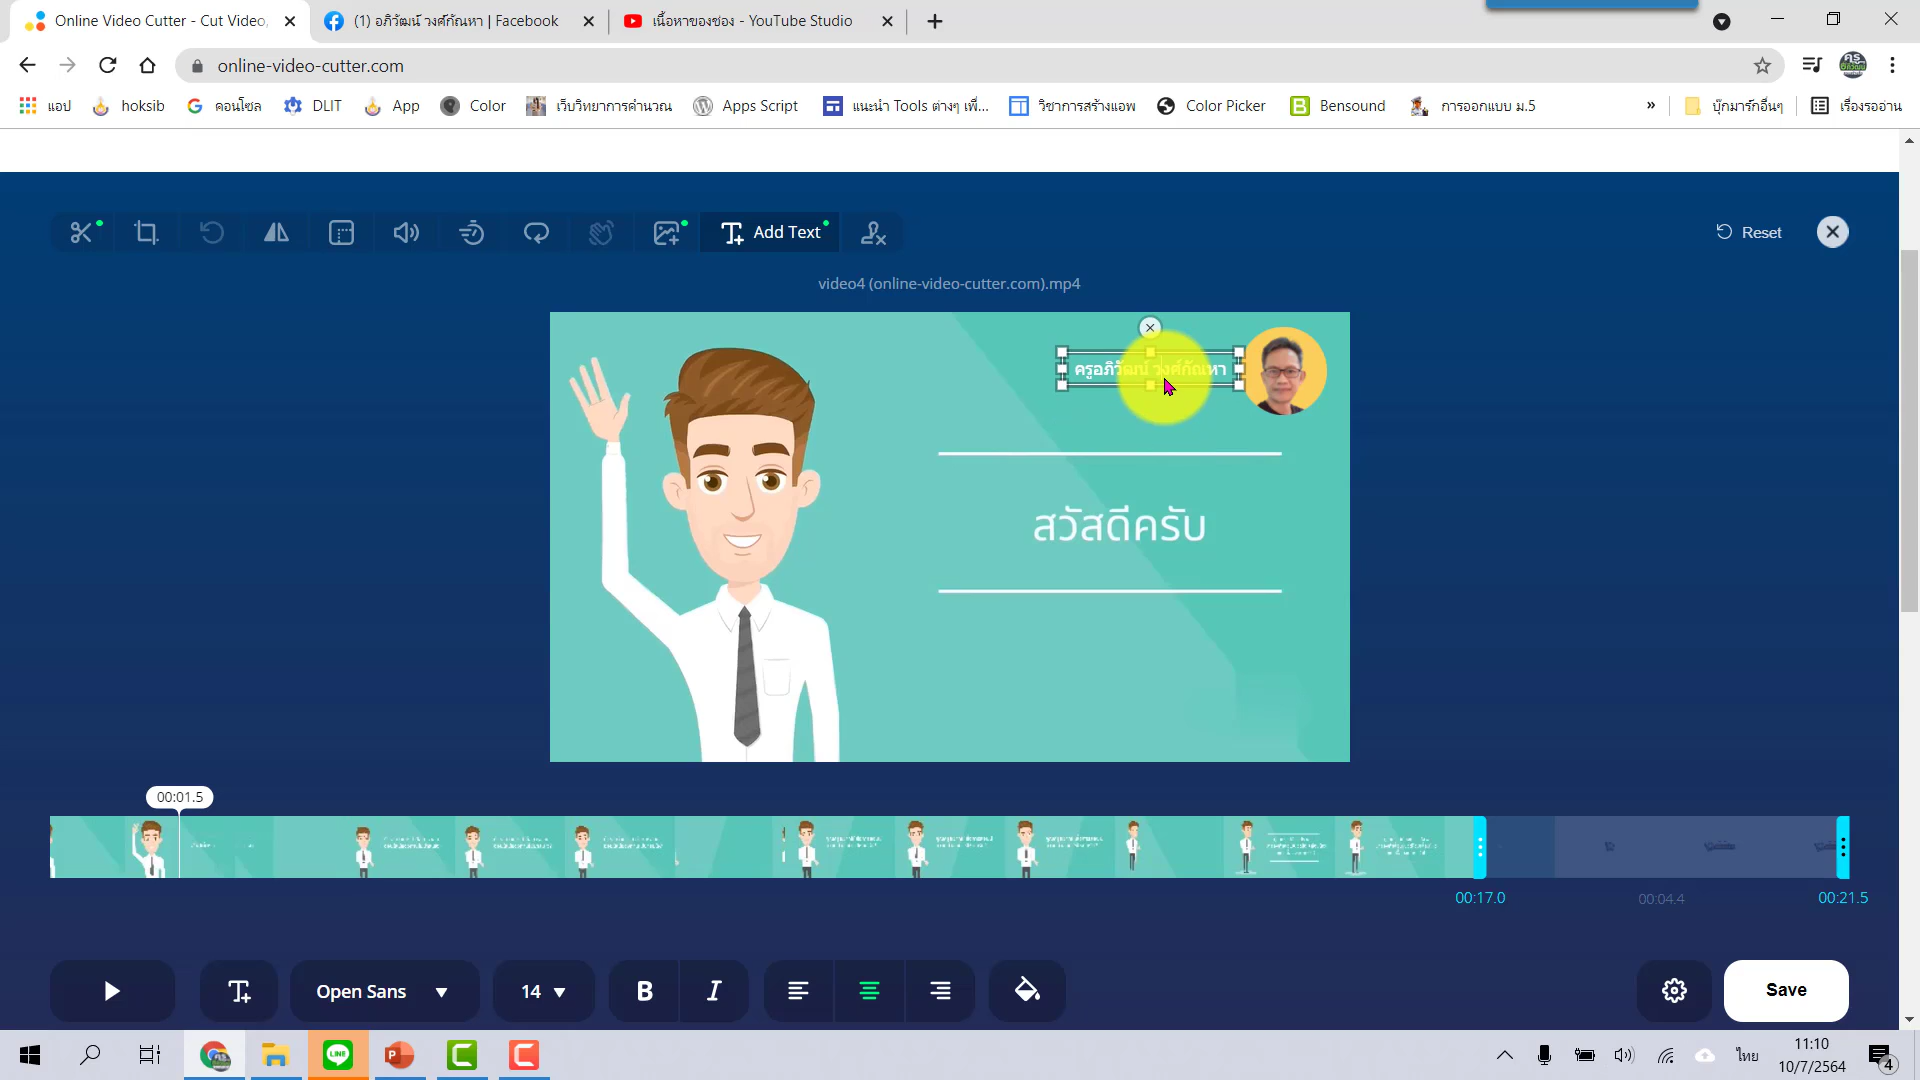 Online Video Cutter - Cut Video,
(1) อภิวัฒน์ วงศ์กัณหา | Facebook
เนื้อหาของช่อง - YouTube Studio
online-video-cutter.com
แอป
hoksib
คอนโซล
DLIT
App
Color
เว็บวิทยาการคำนวณ
Apps Script
แนะนำ Tools ต่างๆ เพื่...
วิชาการสร้างแอพ
Color Picker
Bensound
การออกแบบ ม.5
»
บุ๊กมาร์กอื่นๆ
เรื่องรออ่าน
Add Text
Reset
video4 (online-video-cutter.com).mp4
ครูอภิวัฒน์ วงศ์กัณหา
สวัสดีครับ
00:01.5
00:17.0
00:04.4
00:21.5
Open Sans
14
B
I
Save
LINE
ไทย
11:10
10/7/2564
4